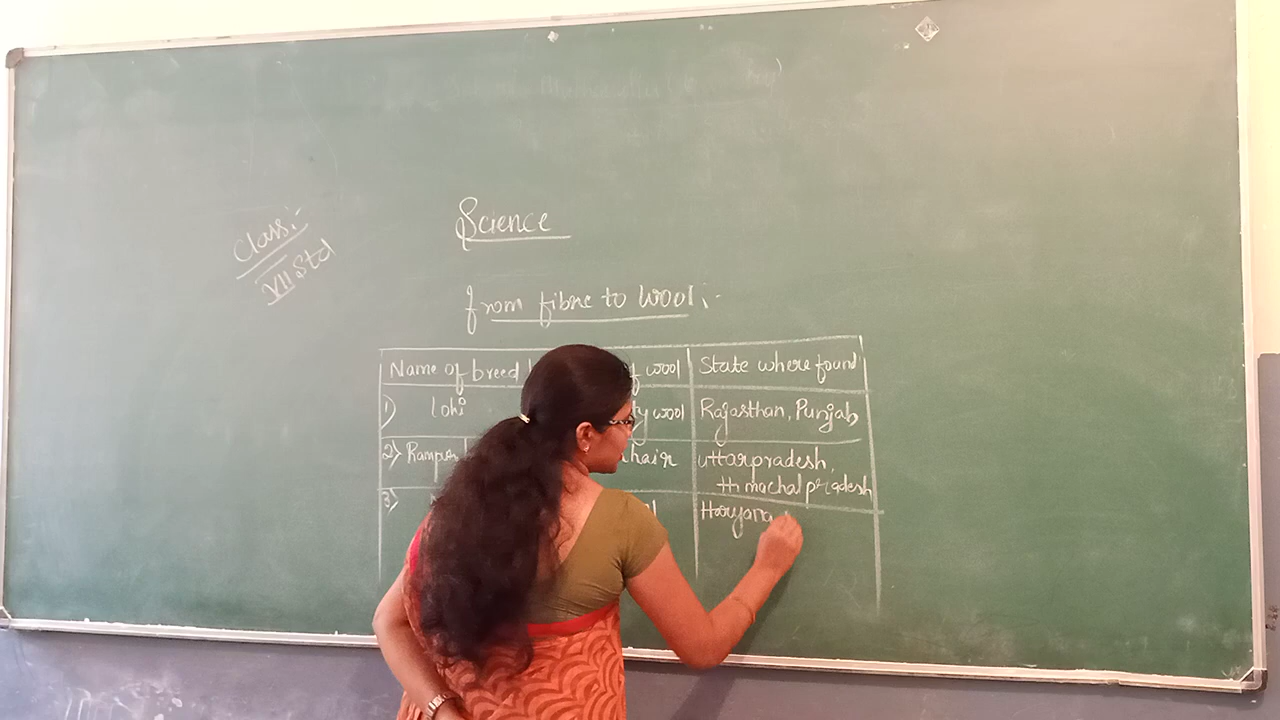 Class:-
VII Std
Science
from fibre to wool:-
Name of breed wool State where found
1) Lohi wool Rajasthan, Punjab
2) Rampur hair Uttarpradesh,
Himachal pradesh
3) Haryana